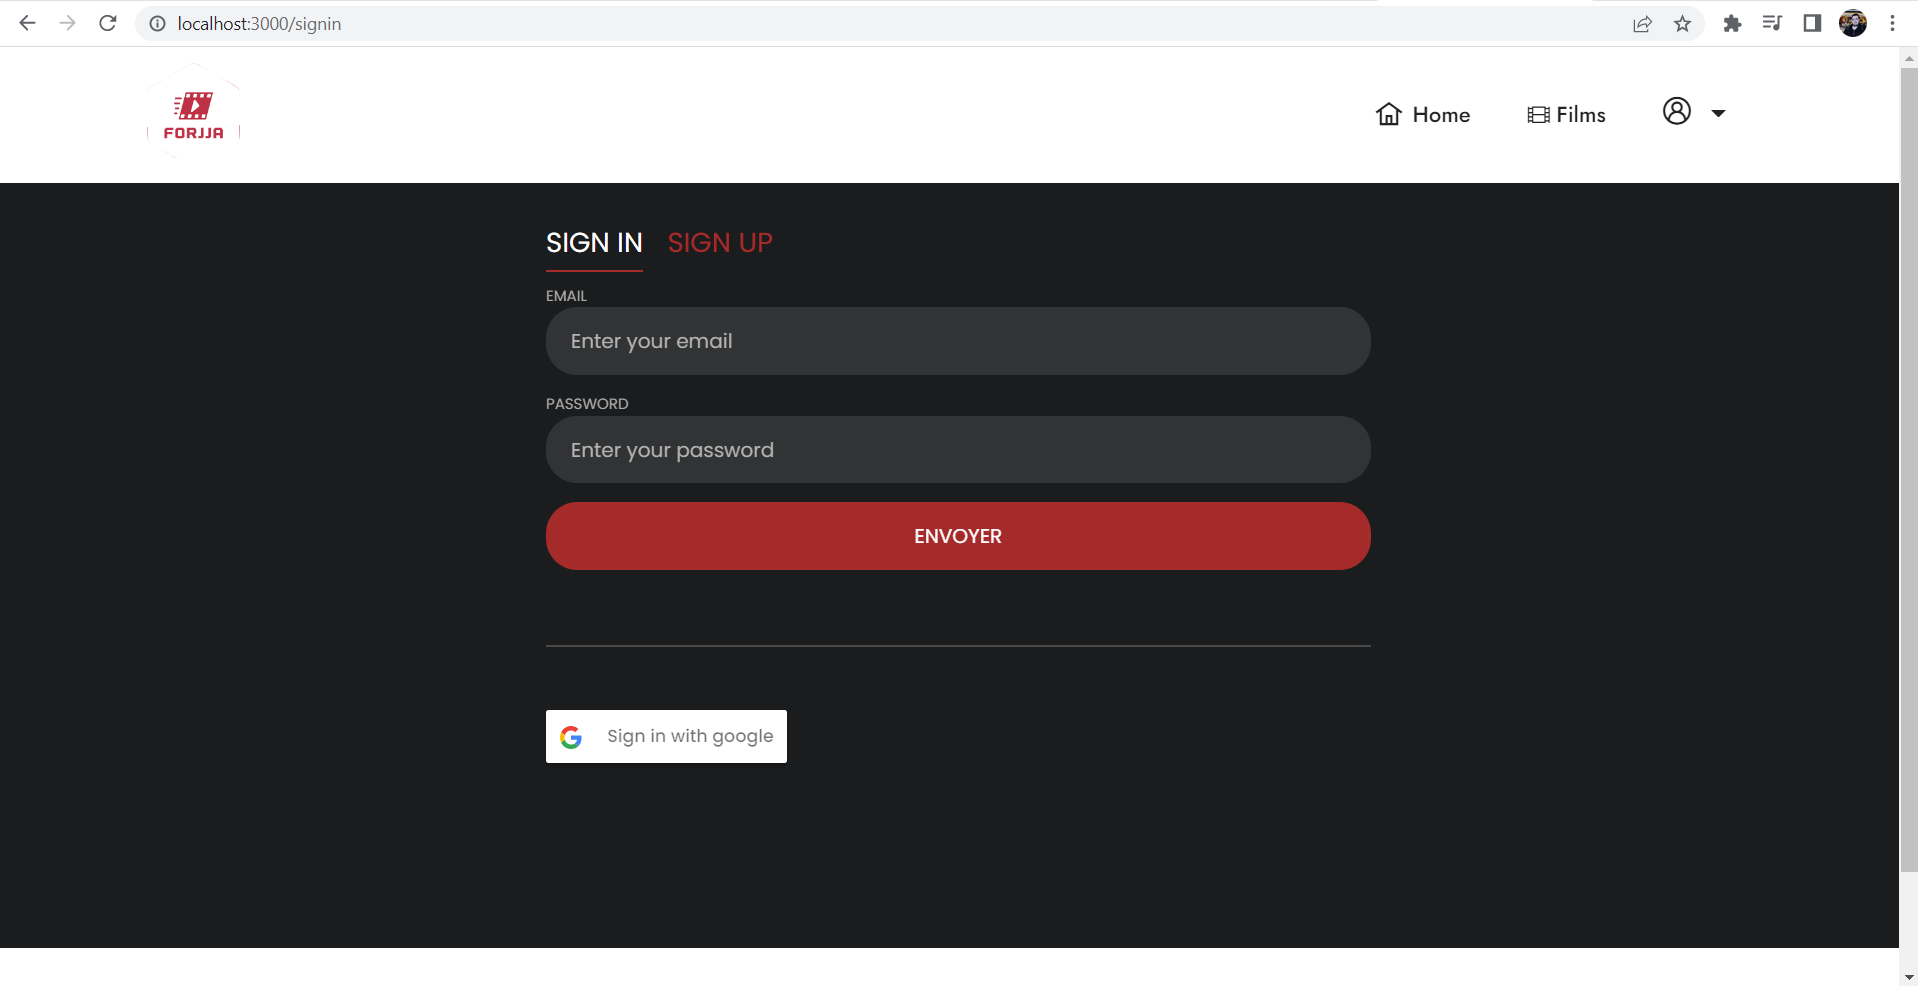 localhost:3000/signin
FORJJA
Home Films
SIGN IN SIGN UP
EMAIL
Enter your email
PASSWORD
Enter your password
ENVOYER
Sign in with google